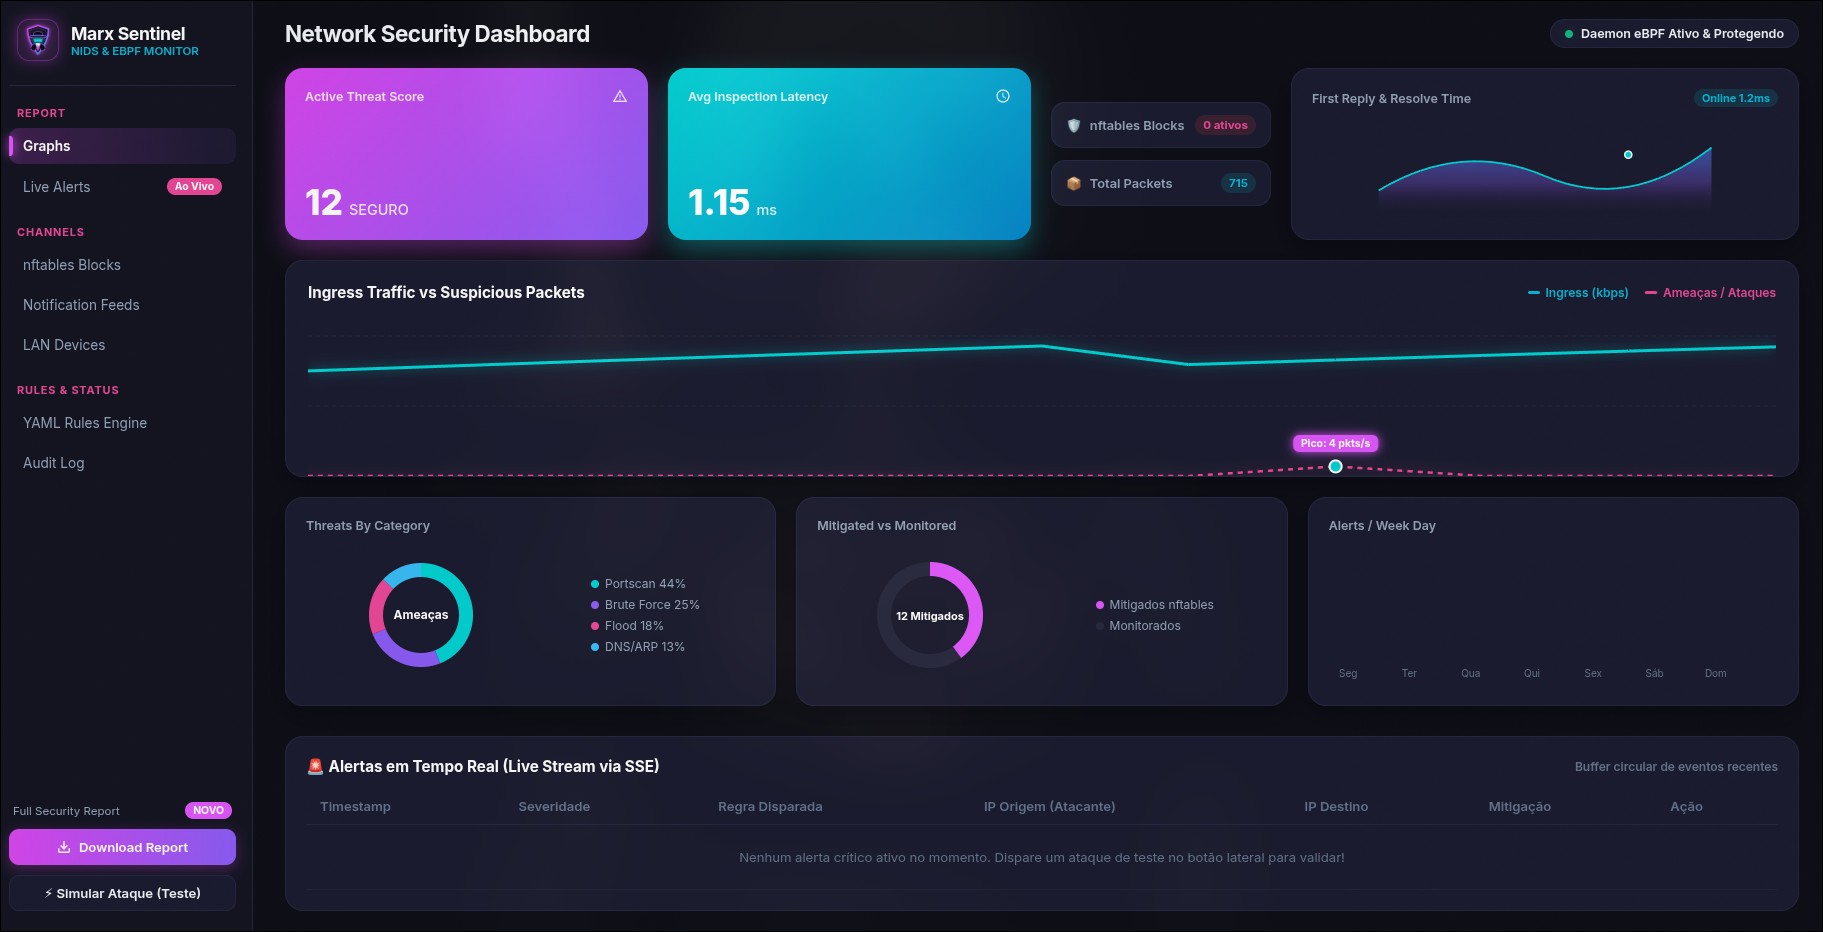 Marx Sentinel
NIDS & EBPF MONITOR
REPORT
Graphs
Live Alerts
Ao Vivo
CHANNELS
nftables Blocks
Notification Feeds
LAN Devices
RULES & STATUS
YAML Rules Engine
Audit Log
Full Security Report
NOVO
Download Report
⚡ Simular Ataque (Teste)
Network Security Dashboard
Daemon eBPF Ativo & Protegendo
Active Threat Score
12 SEGURO
Avg Inspection Latency
1.15 ms
nftables Blocks
0 ativos
Total Packets
715
First Reply & Resolve Time
Online 1.2ms
Ingress Traffic vs Suspicious Packets
Ingress (kbps)
Ameaças / Ataques
Pico: 4 pkts/s
Threats By Category
Ameaças
Portscan 44%
Brute Force 25%
Flood 18%
DNS/ARP 13%
Mitigated vs Monitored
12 Mitigados
Mitigados nftables
Monitorados
Alerts / Week Day
Seg Ter Qua Qui Sex Sáb Dom
🚨 Alertas em Tempo Real (Live Stream via SSE)
Buffer circular de eventos recentes
Timestamp Severidade Regra Disparada IP Origem (Atacante) IP Destino Mitigação Ação
Nenhum alerta crítico ativo no momento. Dispare um ataque de teste no botão lateral para validar!